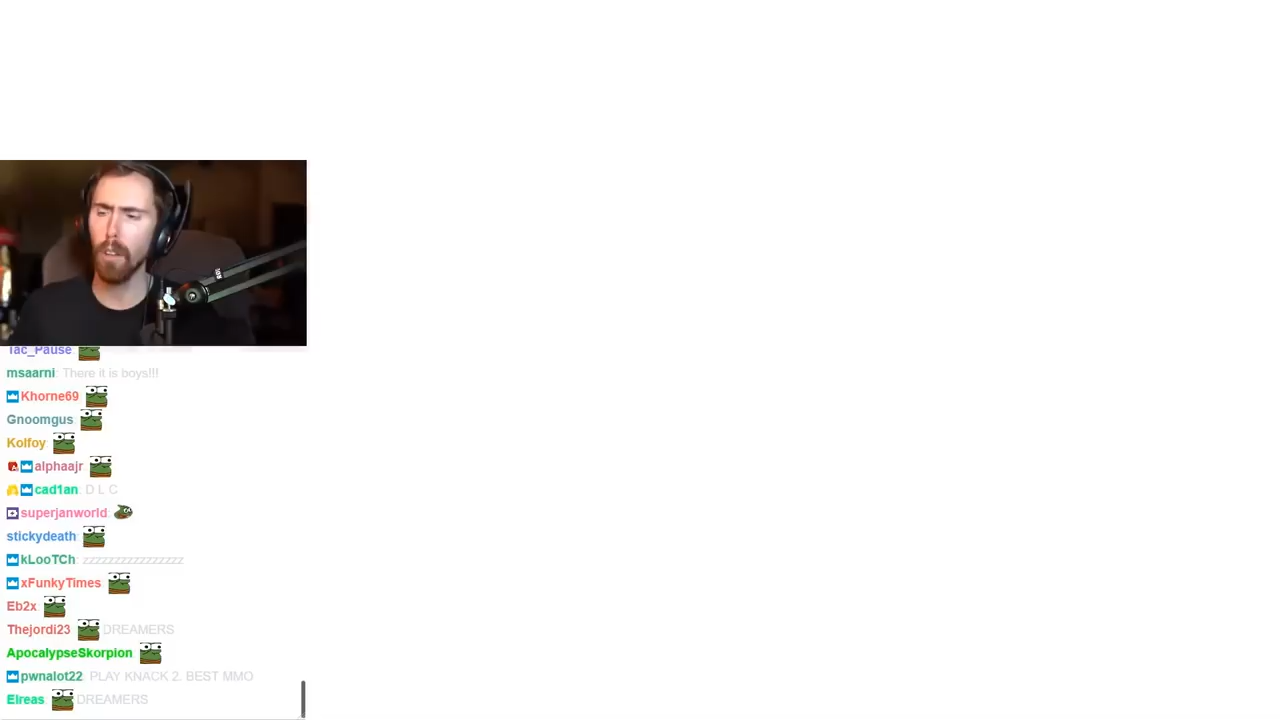 Tac_Pause
msaarni: There it is boys!!!
Khorne69
Gnoomgus
Kolfoy
alphaajr
cad1an: D L C
superjanworld:
stickydeath
kLooTCh: zzzzzzzzzzzzzzzzz
xFunkyTimes
Eb2x
Thejordi23 DREAMERS
ApocalypseSkorpion
pwnalot22: PLAY KNACK 2. BEST MMO
Elreas DREAMERS